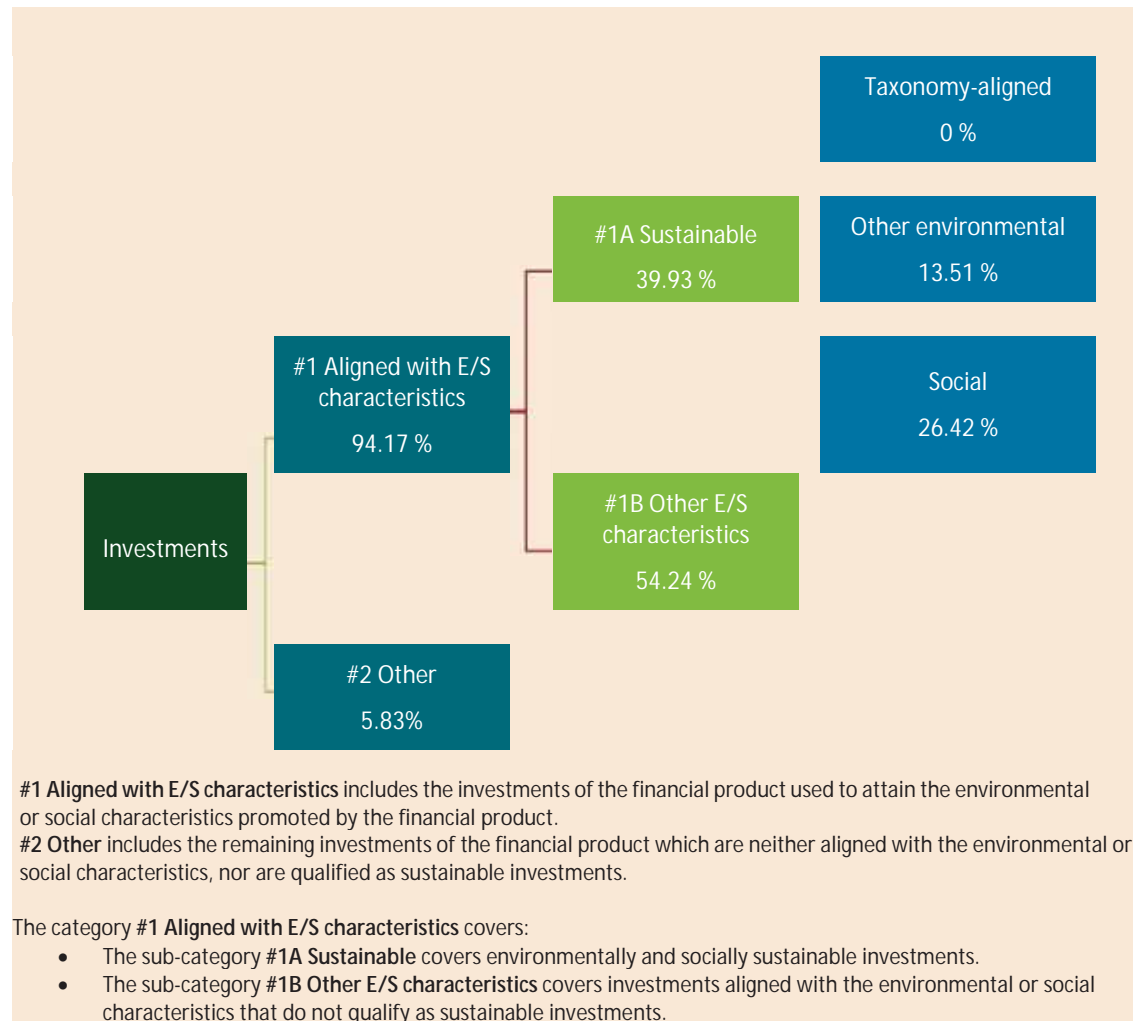 Taxonomy-aligned
0 %
#1A Sustainable
39.93 %
Other environmental
13.51 %
#1 Aligned with E/S
characteristics
94.17 %
Social
26.42 %
Investments
#1B Other E/S
characteristics
54.24 %
#2 Other
5.83%
#1 Aligned with E/S characteristics includes the investments of the financial product used to attain the environmental
or social characteristics promoted by the financial product.
#2 Other includes the remaining investments of the financial product which are neither aligned with the environmental or
social characteristics, nor are qualified as sustainable investments.
The category #1 Aligned with E/S characteristics covers:
• The sub-category #1A Sustainable covers environmentally and socially sustainable investments.
• The sub-category #1B Other E/S characteristics covers investments aligned with the environmental or social
characteristics that do not qualify as sustainable investments.